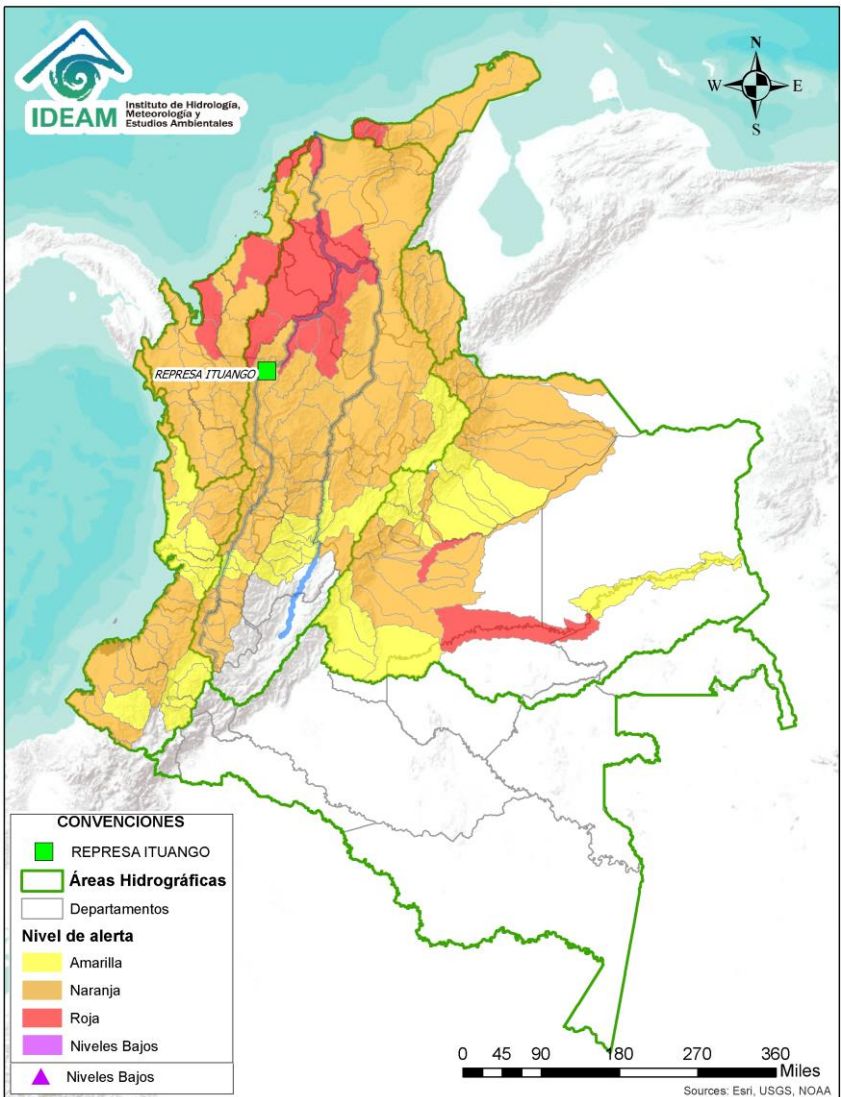 IDEAM
Instituto de Hidrología,
Meteorología y
Estudios Ambientales
N
W
E
S
REPRESA ITUANGO
CONVENCIONES
REPRESA ITUANGO
Áreas Hidrográficas
Departamentos
Nivel de alerta
Amarilla
Naranja
Roja
Niveles Bajos
Niveles Bajos
0 45 90 180 270 360
Miles
Sources: Esri, USGS, NOAA